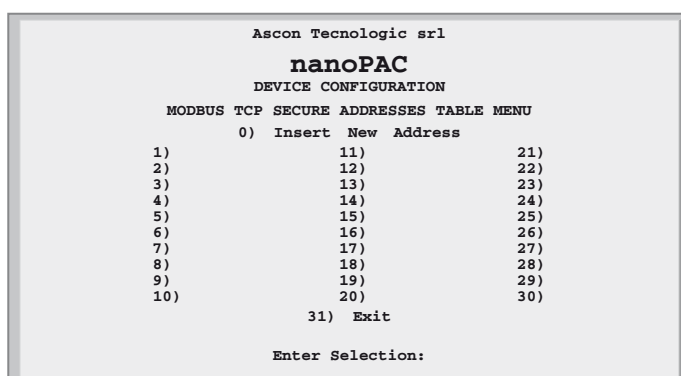 Ascon Tecnologic srl
nanoPAC
DEVICE CONFIGURATION
MODBUS TCP SECURE ADDRESSES TABLE MENU
0) Insert New Address
1) 11) 21)
2) 12) 22)
3) 13) 23)
4) 14) 24)
5) 15) 25)
6) 16) 26)
7) 17) 27)
8) 18) 28)
9) 19) 29)
10) 20) 30)
31) Exit
Enter Selection: